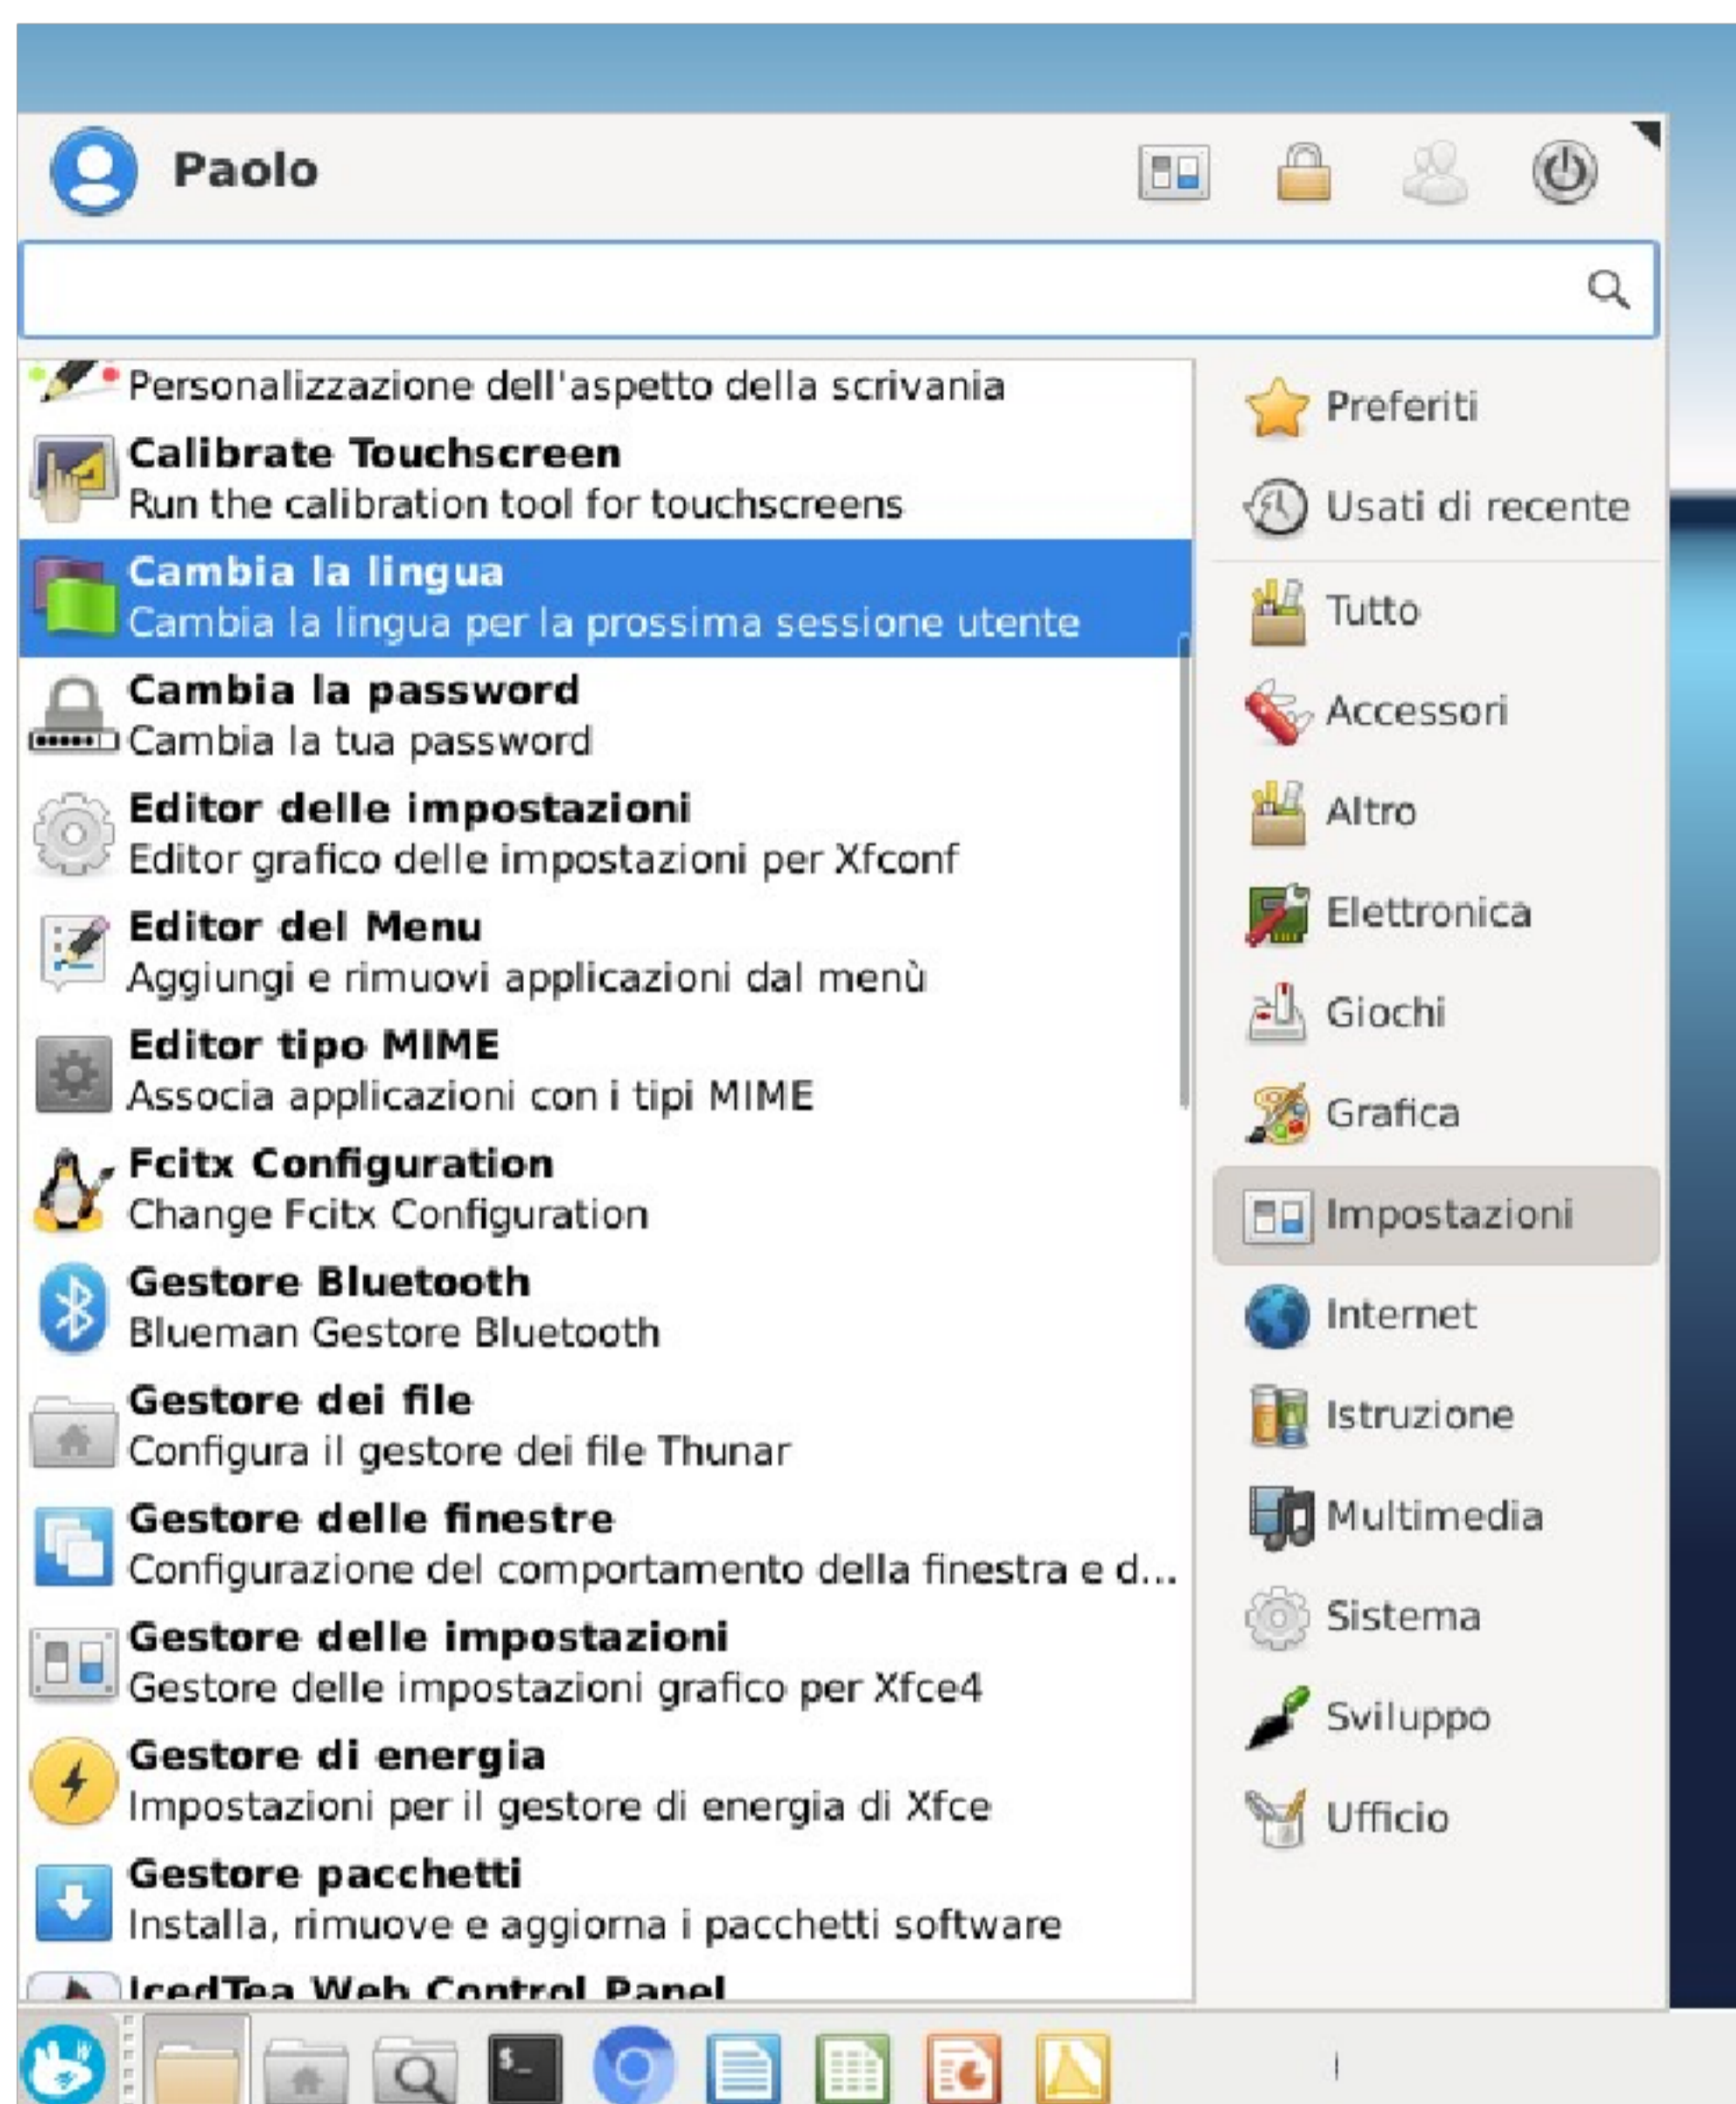 Paolo
Personalizzazione dell'aspetto della scrivania
Calibrate Touchscreen
Run the calibration tool for touchscreens
Cambia la lingua
Cambia la lingua per la prossima sessione utente
Cambia la password
Cambia la tua password
Editor delle impostazioni
Editor grafico delle impostazioni per Xfconf
Editor del Menu
Aggiungi e rimuovi applicazioni dal menù
Editor tipo MIME
Associa applicazioni con i tipi MIME
Fcitx Configuration
Change Fcitx Configuration
Gestore Bluetooth
Blueman Gestore Bluetooth
Gestore dei file
Configura il gestore dei file Thunar
Gestore delle finestre
Configurazione del comportamento della finestra e d...
Gestore delle impostazioni
Gestore delle impostazioni grafico per Xfce4
Gestore di energia
Impostazioni per il gestore di energia di Xfce
Gestore pacchetti
Installa, rimuove e aggiorna i pacchetti software
IcedTea Web Control Panel
Preferiti
Usati di recente
Tutto
Accessori
Altro
Elettronica
Giochi
Grafica
Impostazioni
Internet
Istruzione
Multimedia
Sistema
Sviluppo
Ufficio
$_